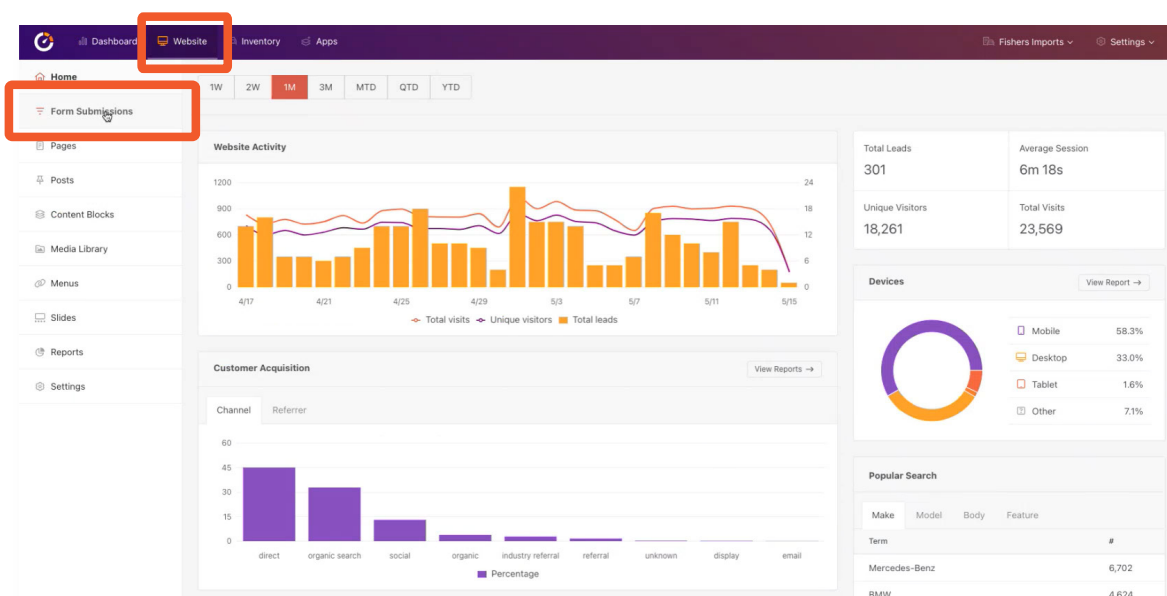 Dashboard Website Inventory Apps Fishers Imports Settings
Home
Form Submissions
Pages
Posts
Content Blocks
Media Library
Menus
Slides
Reports
Settings
1W 2W 1M 3M MTD QTD YTD
Website Activity
1200 24
900 18
600 12
300 6
0 0
4/17 4/21 4/25 4/29 5/3 5/7 5/11 5/15
Total visits Unique visitors Total leads
Total Leads Average Session
301 6m 18s
Unique Visitors Total Visits
18,261 23,569
Devices View Report →
Mobile 58.3%
Desktop 33.0%
Tablet 1.6%
Other 7.1%
Customer Acquisition View Reports →
Channel Referrer
60
45
30
15
0
direct organic search social organic industry referral referral unknown display email
Percentage
Popular Search
Make Model Body Feature
Term #
Mercedes-Benz 6,702
BMW 4,624